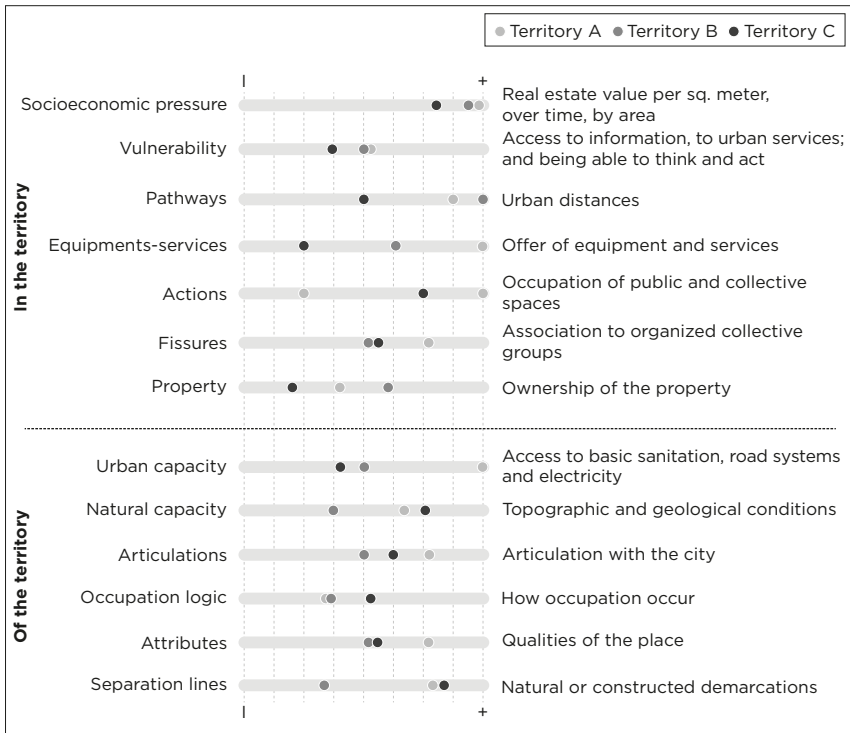 Territory A Territory B Territory C
I +
Socioeconomic pressure
Real estate value per sq. meter,
over time, by area
Vulnerability
Access to information, to urban services;
and being able to think and act
Pathways
Urban distances
Equipments-services
Offer of equipment and services
Actions
Occupation of public and collective
spaces
Fissures
Association to organized collective
groups
Property
Ownership of the property
In the territory
Urban capacity
Access to basic sanitation, road systems
and electricity
Natural capacity
Topographic and geological conditions
Articulations
Articulation with the city
Occupation logic
How occupation occur
Attributes
Qualities of the place
Separation lines
Natural or constructed demarcations
Of the territory
I +